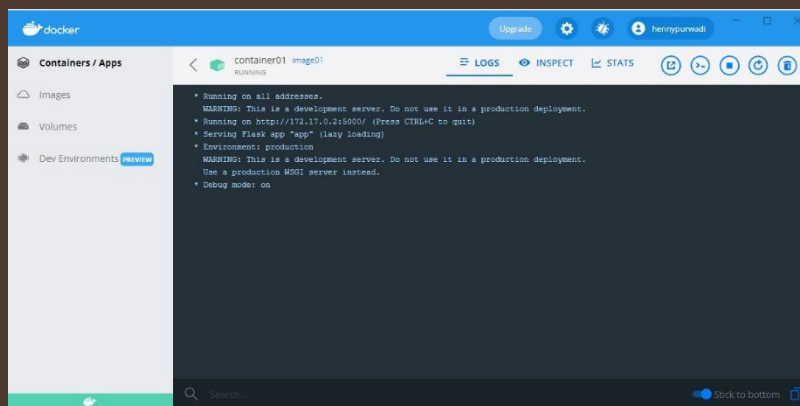 docker
Upgrade
hennypurwadi
Containers / Apps
Images
Volumes
Dev Environments PREVIEW
container01 image01
RUNNING
LOGS
INSPECT
STATS
* Running on all addresses.
WARNING: This is a development server. Do not use it in a production deployment.
* Running on http://172.17.0.2:5000/ (Press CTRL+C to quit)
* Serving Flask app "app" (lazy loading)
* Environment: production
WARNING: This is a development server. Do not use it in a production deployment.
Use a production WSGI server instead.
* Debug mode: on
Search...
Stick to bottom